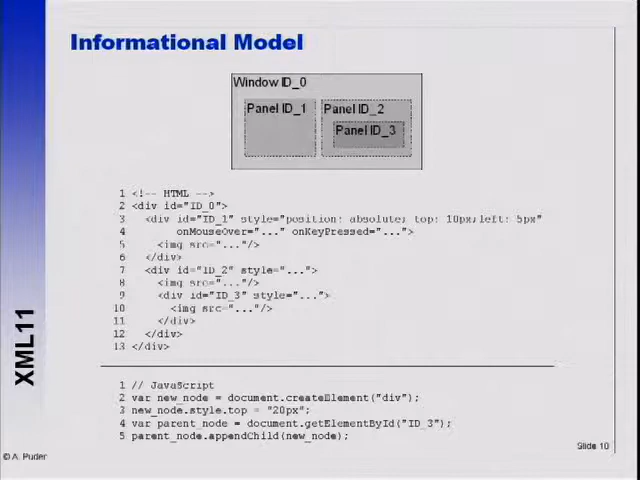 Informational Model
Window ID_0
Panel ID_1
Panel ID_2
Panel ID_3
1 <!-- HTML -->
2 <div id="ID_0">
3 <div id="ID_1" style="position: absolute; top: 10px;left: 5px"
4 onMouseOver="..." onKeyPressed="...">
5 <img src="..."/>
6 </div>
7 <div id="ID_2" style="...">
8 <img src="..."/>
9 <div id="ID_3" style="...">
10 <img src="..."/>
11 </div>
12 </div>
13 </div>
1 // JavaScript
2 var new_node = document.createElement("div");
3 new_node.style.top = "20px";
4 var parent_node = document.getElementById("ID_3");
5 parent_node.appendChild(new_node);
XML11
Slide 10
© A. Puder